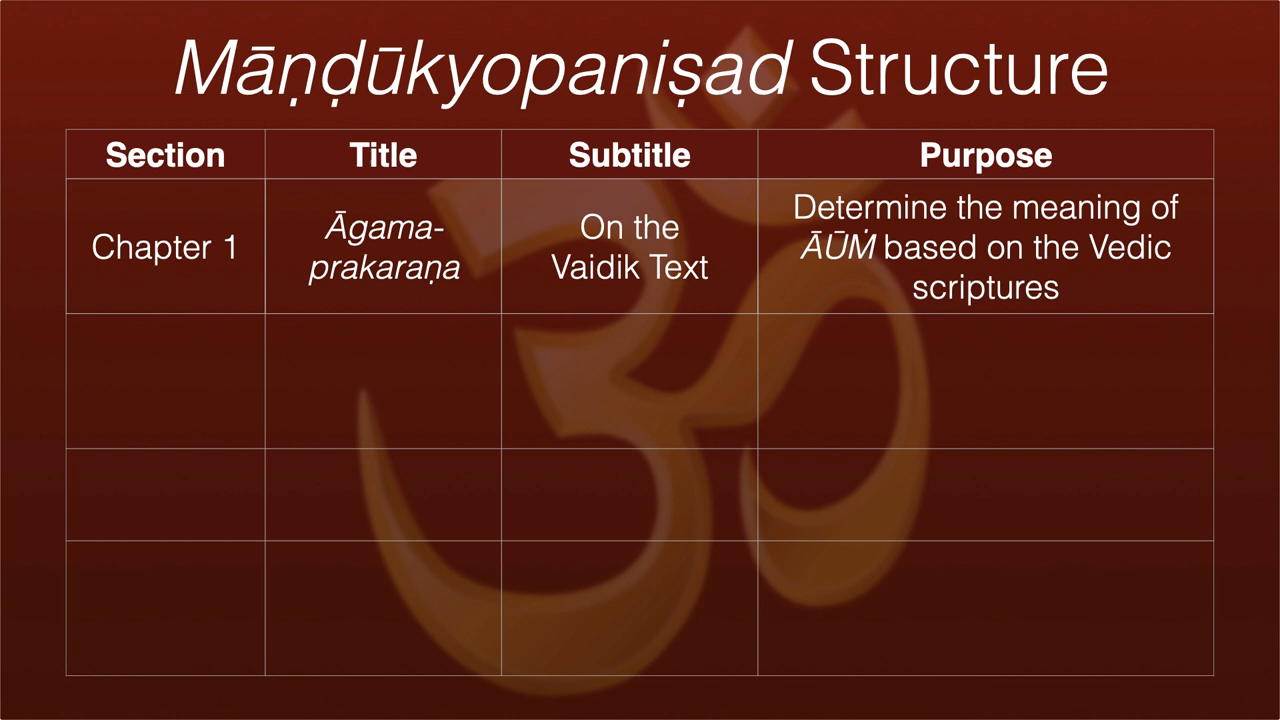 Māṇḍūkyopaniṣad Structure
Section Title Subtitle Purpose
Chapter 1
Āgama-
prakaraṇa
On the
Vaidik Text
Determine the meaning of
ĀŪṀ based on the Vedic
scriptures